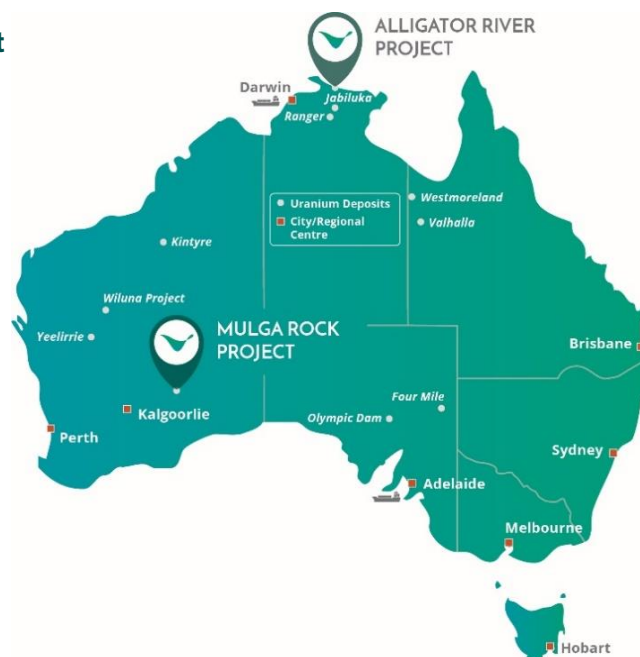 t
ALLIGATOR RIVER
PROJECT
Darwin
Jabiluka
Ranger
Uranium Deposits
City/Regional
Centre
Westmoreland
Valhalla
Kintyre
Wiluna Project
Yeelirrie
MULGA ROCK
PROJECT
Brisbane
Four Mile
Olympic Dam
Kalgoorlie
Perth
Sydney
Adelaide
Melbourne
Hobart